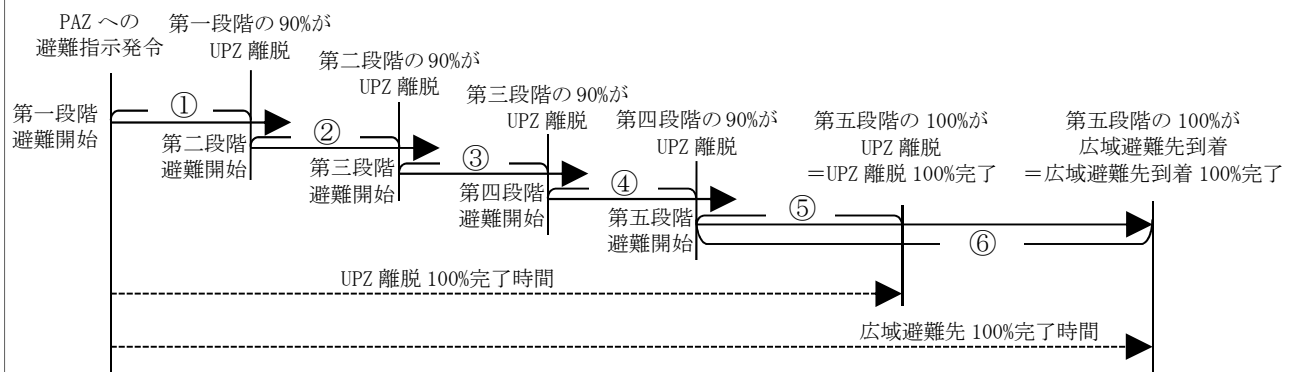 PAZ への
避難指示発令
第一段階の 90%が
UPZ 離脱
第二段階の 90%が
UPZ 離脱
第三段階の 90%が
UPZ 離脱
第四段階の 90%が
UPZ 離脱
第五段階の 100%が
UPZ 離脱
＝UPZ 離脱 100%完了
第五段階の 100%が
広域避難先到着
＝広域避難先到着 100%完了
第一段階
避難開始
①
第二段階
避難開始
②
第三段階
避難開始
③
第四段階
避難開始
④
第五段階
避難開始
⑤
⑥
UPZ 離脱 100%完了時間
広域避難先 100%完了時間